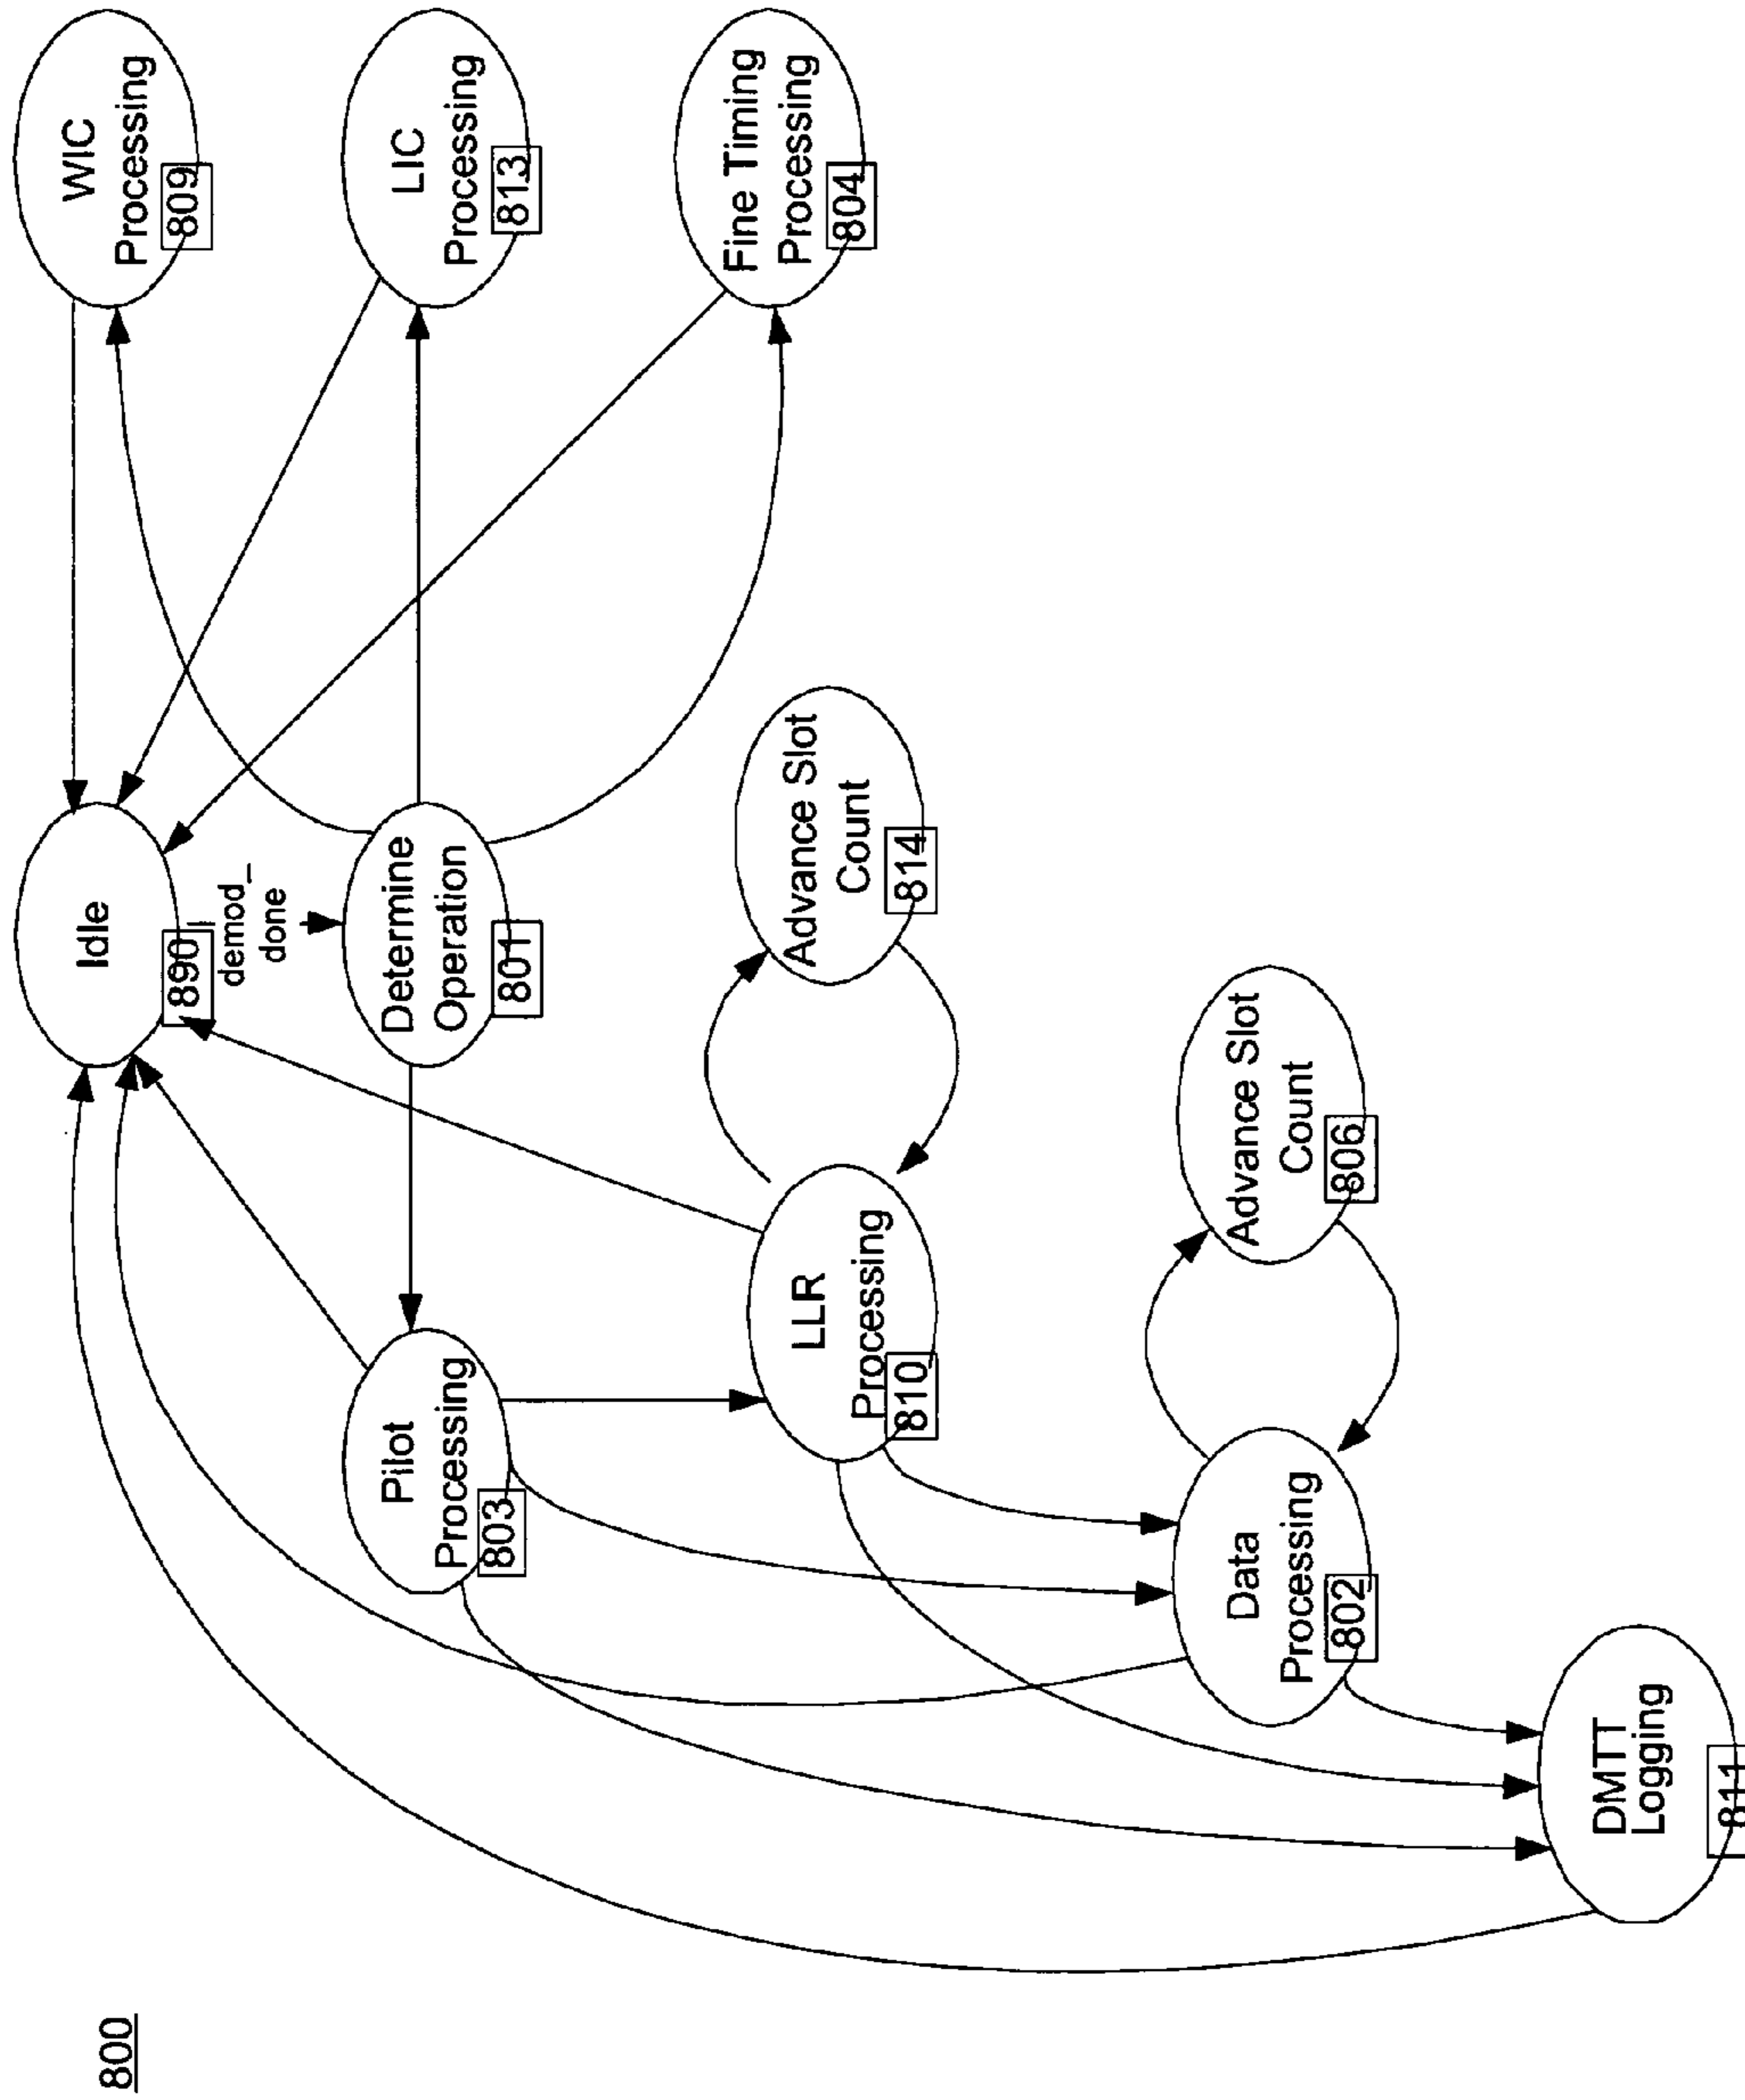 800
Idle
890
demod_
done
WIC
Processing
809
Determine
Operation
801
LIC
Processing
813
Pilot
Processing
803
Fine Timing
Processing
804
LLR
Processing
810
Advance Slot
Count
814
Data
Processing
802
Advance Slot
Count
806
DMTT
Logging
811